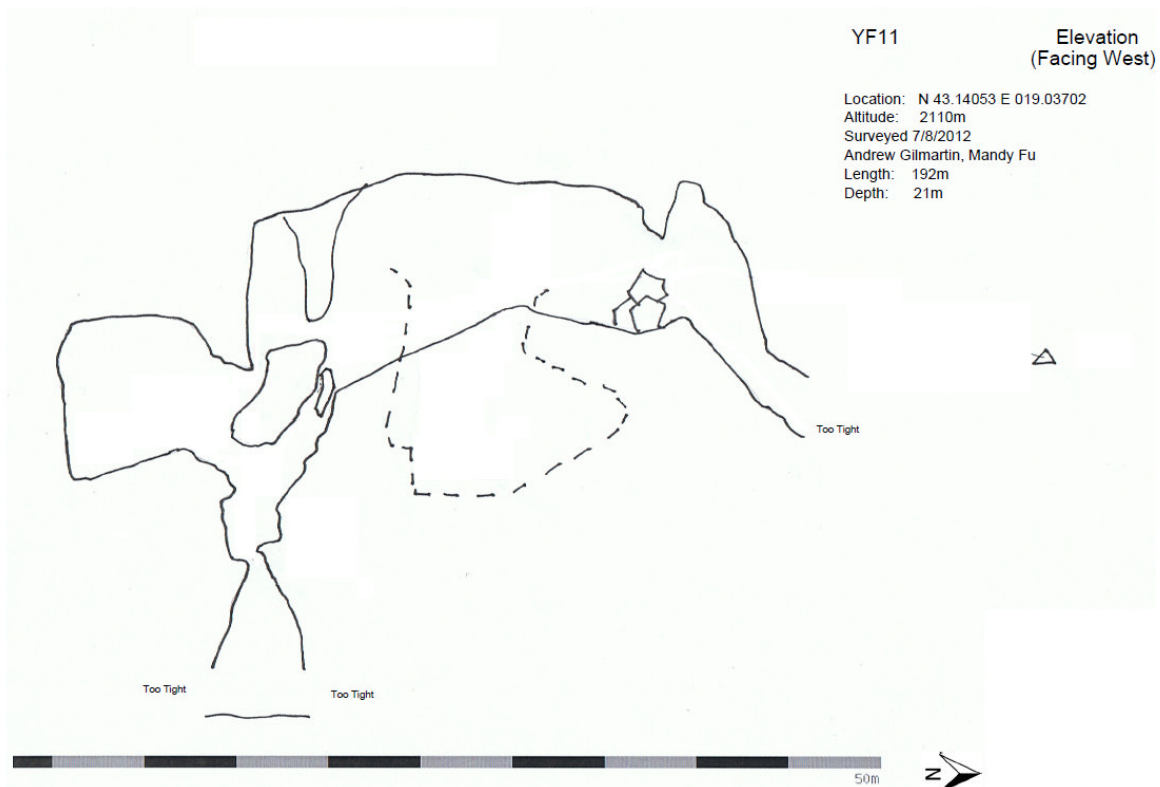 YF11
Elevation
(Facing West)
Location: N 43.14053 E 019.03702
Altitude: 2110m
Surveyed 7/8/2012
Andrew Gilmartin, Mandy Fu
Length: 192m
Depth: 21m
Too Tight
Too Tight
Too Tight
50m
N